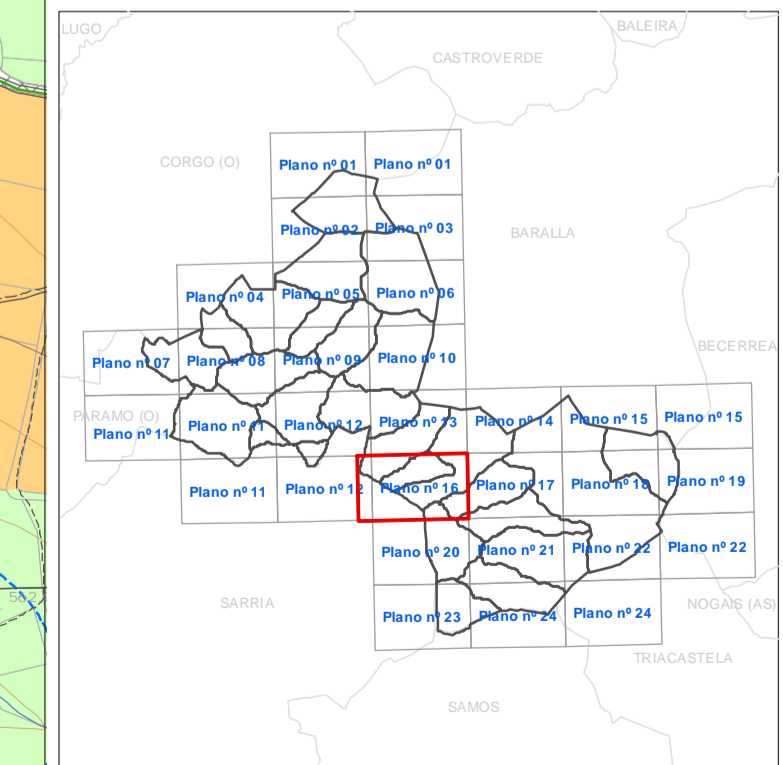 LUGO
BALEIRA
CASTROVERDE
CORGO (O)
Plano nº 01 Plano nº 01
Plano nº 02 Plano nº 03
BARALLA
Plano nº 04 Plano nº 05 Plano nº 06
BECERREA
Plano nº 07 Plano nº 08 Plano nº 09 Plano nº 10
PARAMO (O)
Plano nº 11 Plano nº 11 Plano nº 12 Plano nº 13 Plano nº 14 Plano nº 15 Plano nº 15
Plano nº 11 Plano nº 12 Plano nº 16 Plano nº 17 Plano nº 18 Plano nº 19
Plano nº 20 Plano nº 21 Plano nº 22 Plano nº 22
582
SARRIA
NOGAIS (AS)
Plano nº 23 Plano nº 24 Plano nº 24
TRIACASTELA
SAMOS